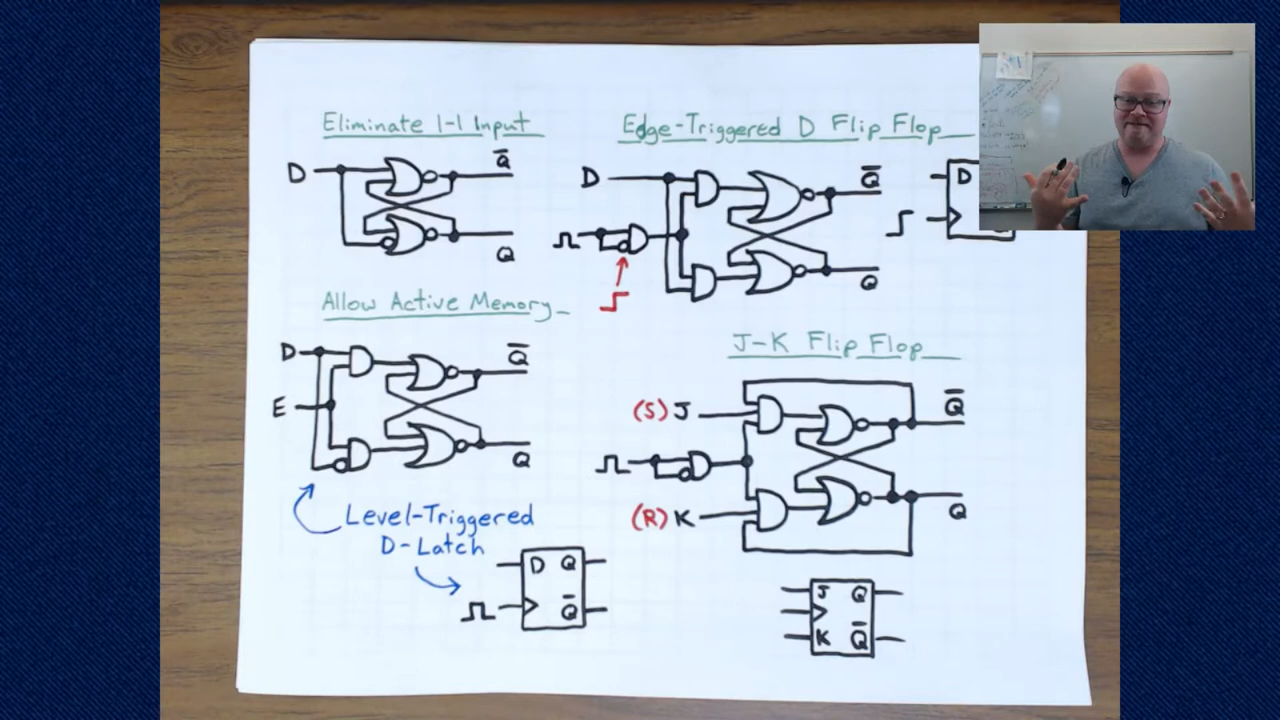 Eliminate 1-1 Input
D
Q̅
Q
Edge-Triggered D Flip Flop
D
Q̅
Q
D
Allow Active Memory
D
E
Q̅
Q
Level-Triggered
D-Latch
D Q
Q̅
J-K Flip Flop
(S) J
(R) K
Q̅
Q
J Q
K Q̅